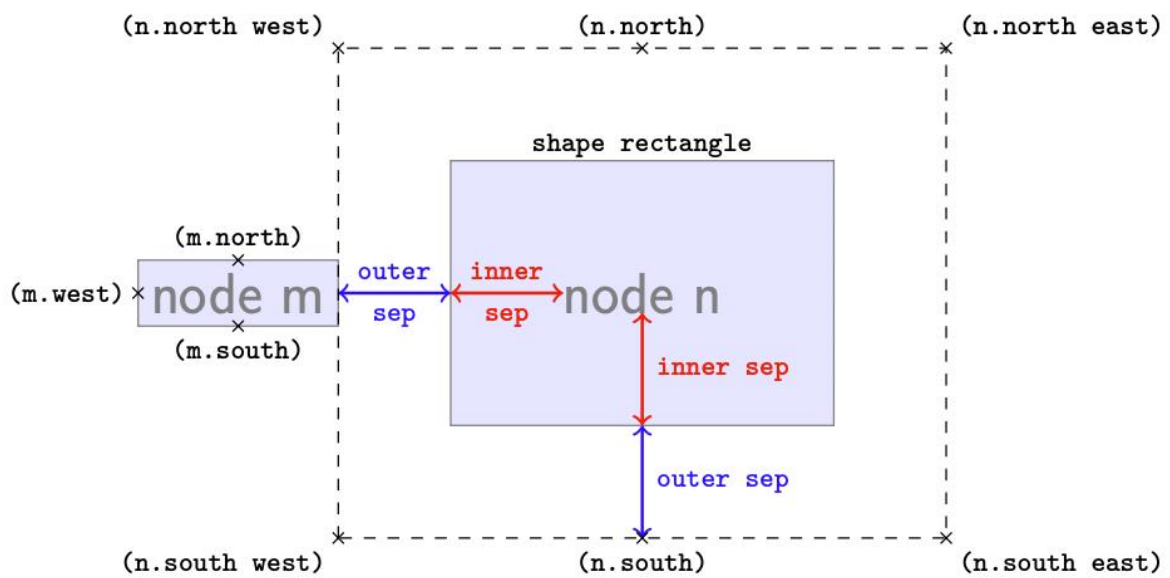 (n.north west)
(n.north)
(n.north east)
shape rectangle
(m.north)
outer
inner
(m.west)
node m
node n
sep
sep
(m.south)
inner sep
outer sep
(n.south west)
(n.south)
(n.south east)